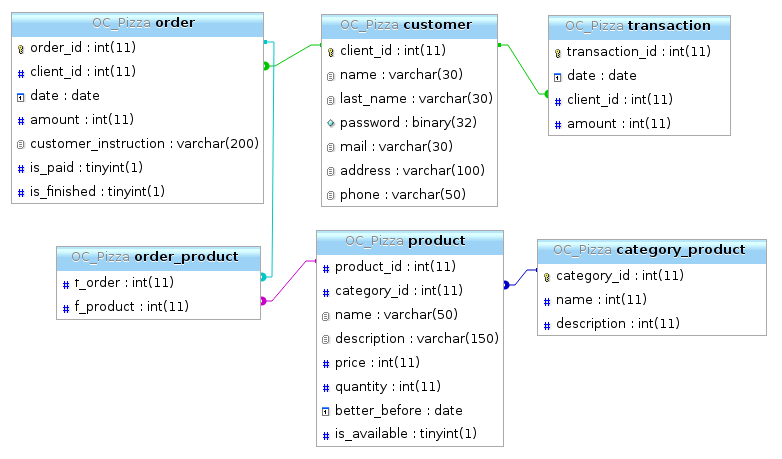 OC_Pizza order
order_id : int(11)
client_id : int(11)
date : date
amount : int(11)
customer_instruction : varchar(200)
is_paid : tinyint(1)
is_finished : tinyint(1)
OC_Pizza customer
client_id : int(11)
name : varchar(30)
last_name : varchar(30)
password : binary(32)
mail : varchar(30)
address : varchar(100)
phone : varchar(50)
OC_Pizza transaction
transaction_id : int(11)
date : date
client_id : int(11)
amount : int(11)
OC_Pizza order_product
f_order : int(11)
f_product : int(11)
OC_Pizza product
product_id : int(11)
category_id : int(11)
name : varchar(50)
description : varchar(150)
price : int(11)
quantity : int(11)
better_before : date
is_available : tinyint(1)
OC_Pizza category_product
category_id : int(11)
name : int(11)
description : int(11)